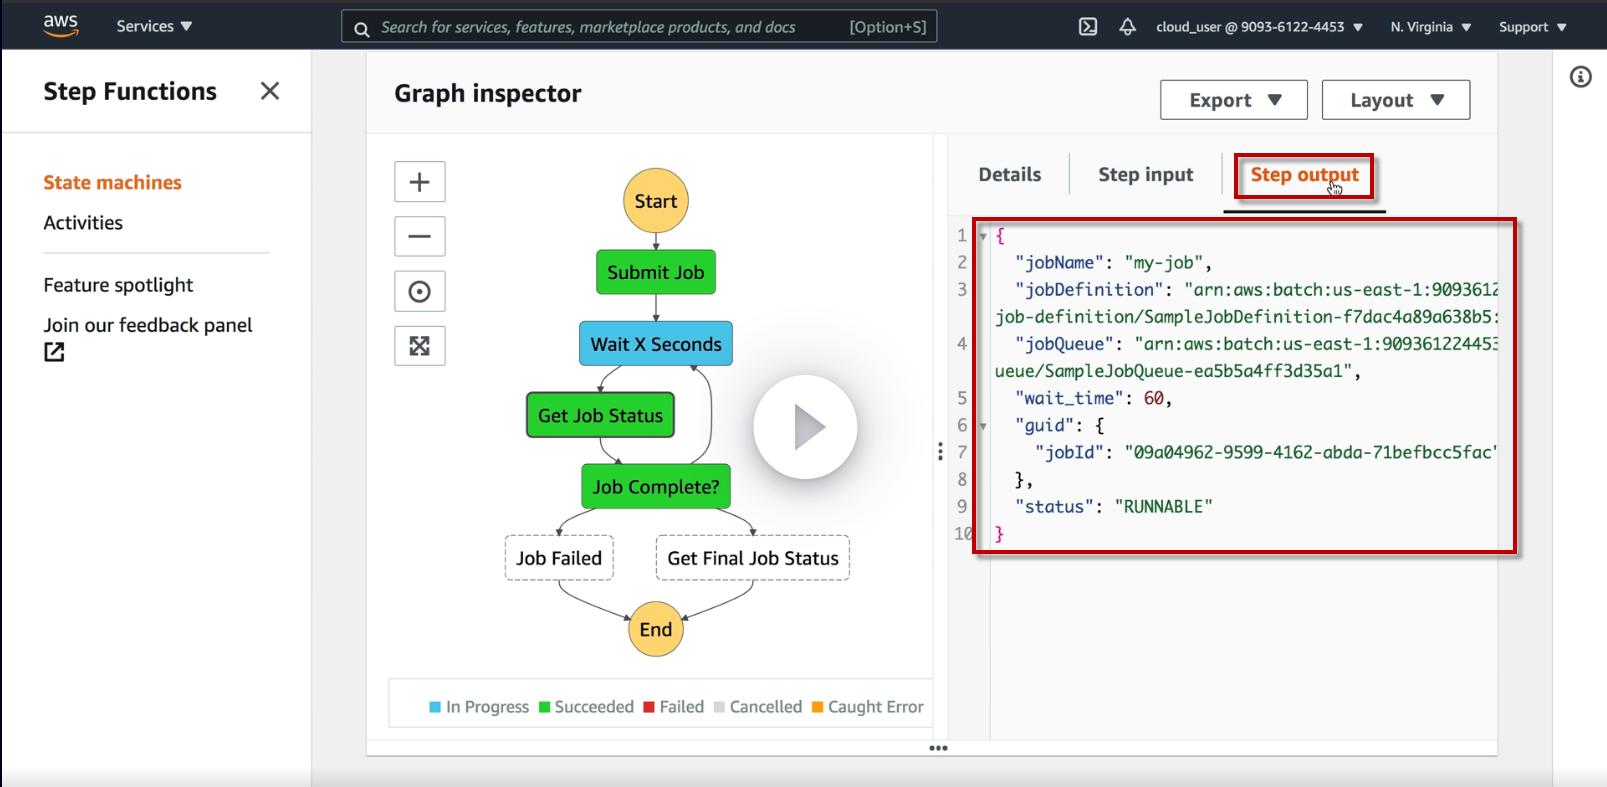 aws
Services
Search for services, features, marketplace products, and docs [Option+S]
cloud_user @ 9093-6122-4453
N. Virginia
Support
Step Functions
State machines
Activities
Feature spotlight
Join our feedback panel
Graph inspector
Export
Layout
Start
Submit Job
Wait X Seconds
Get Job Status
Job Complete?
Job Failed
Get Final Job Status
End
In Progress Succeeded Failed Cancelled Caught Error
Details
Step input
Step output
1 {
2 "jobName": "my-job",
3 "jobDefinition": "arn:aws:batch:us-east-1:9093612
job-definition/SampleJobDefinition-f7dac4a89a638b5:
4 "jobQueue": "arn:aws:batch:us-east-1:909361224453
ueue/SampleJobQueue-ea5b5a4ff3d35a1",
5 "wait_time": 60,
6 "guid": {
7 "jobId": "09a04962-9599-4162-abda-71befbcc5fac"
8 },
9 "status": "RUNNABLE"
10 }